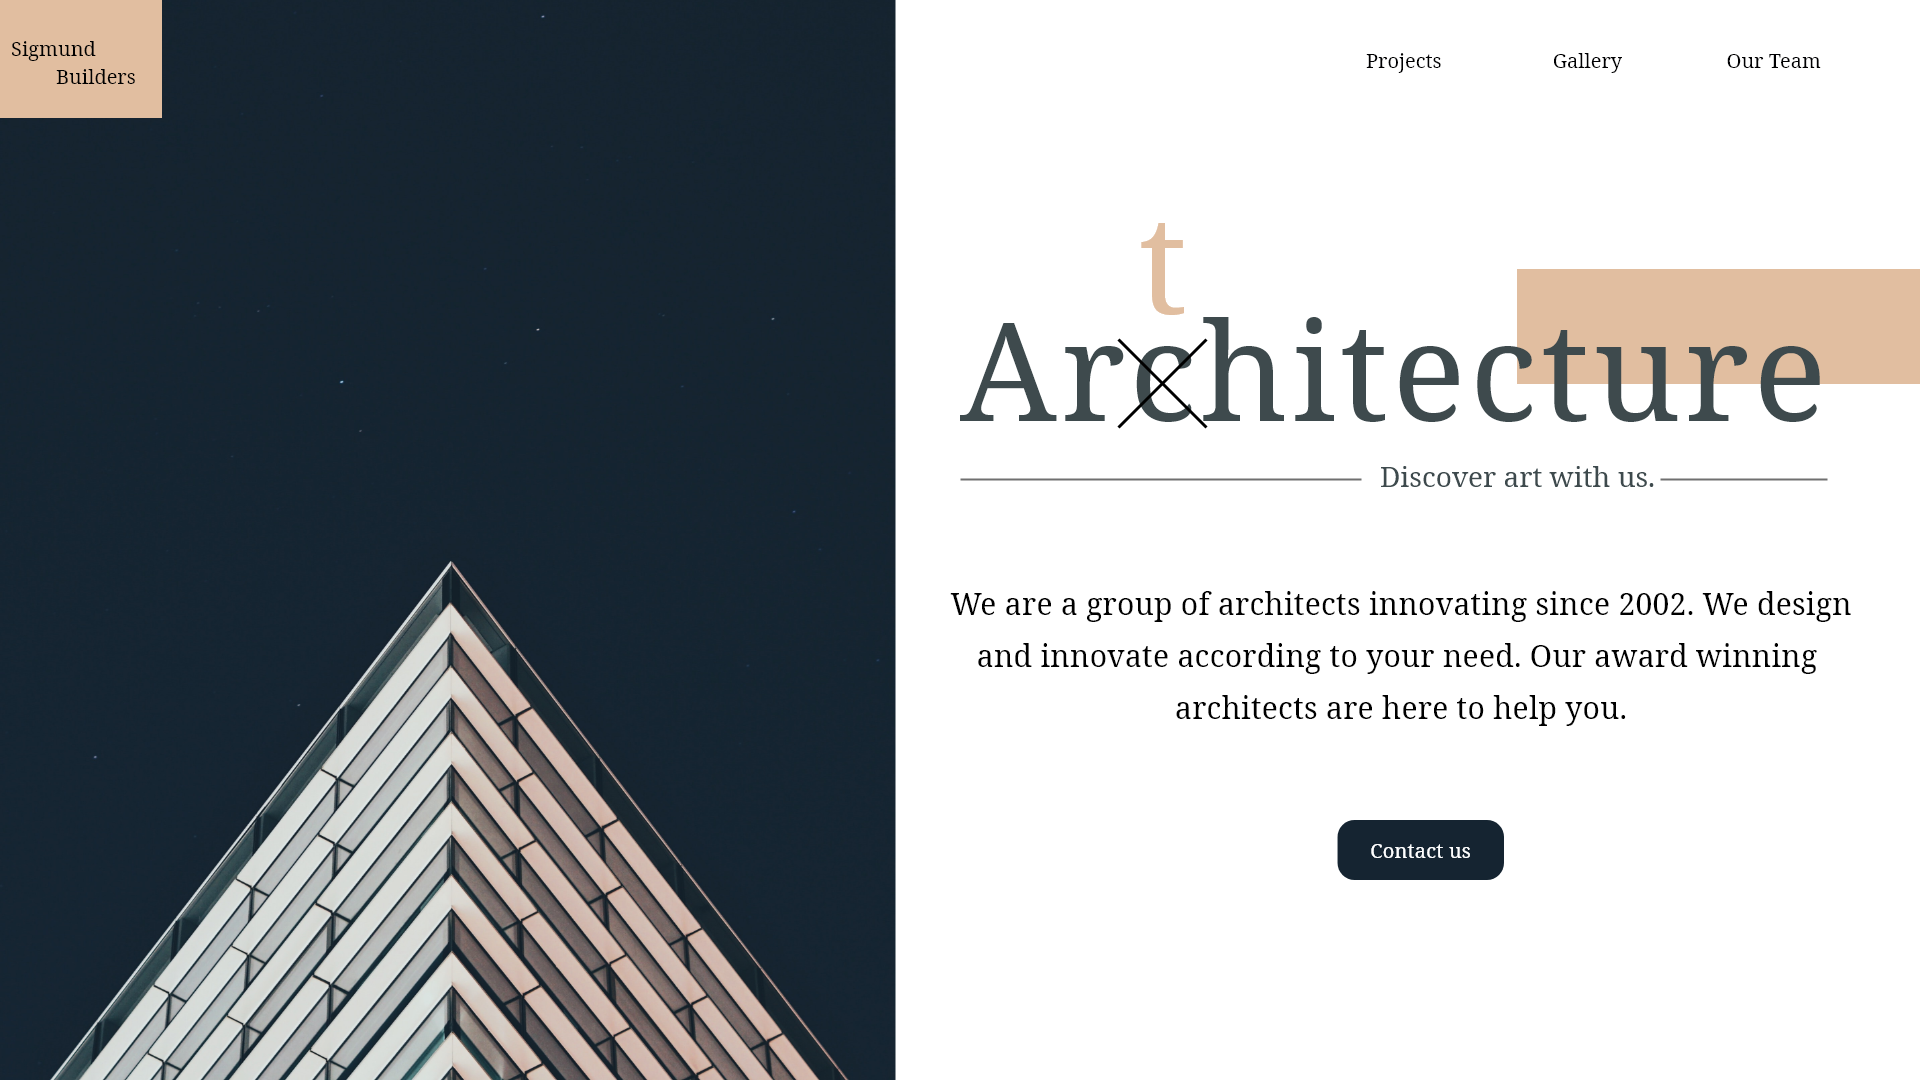 Sigmund
Builders
Projects Gallery Our Team
t
Architecture
Discover art with us.
We are a group of architects innovating since 2002. We design
and innovate according to your need. Our award winning
architects are here to help you.
Contact us